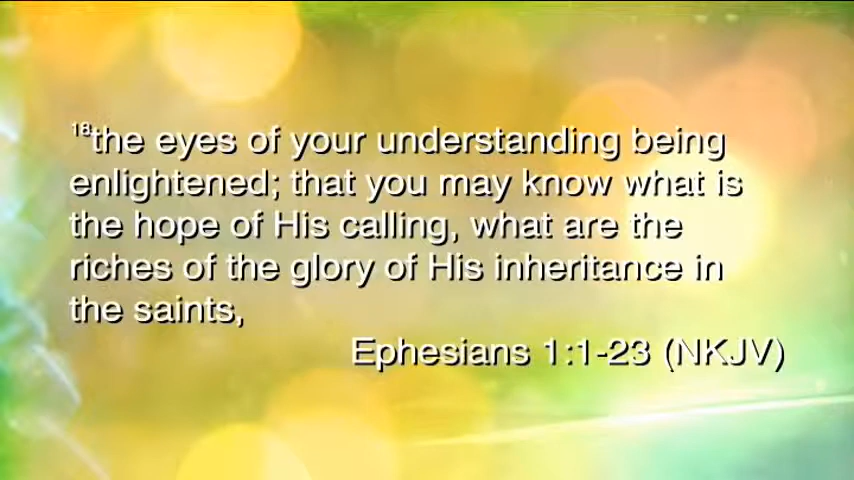 18the eyes of your understanding being
enlightened; that you may know what is
the hope of His calling, what are the
riches of the glory of His inheritance in
the saints,
Ephesians 1:1-23 (NKJV)